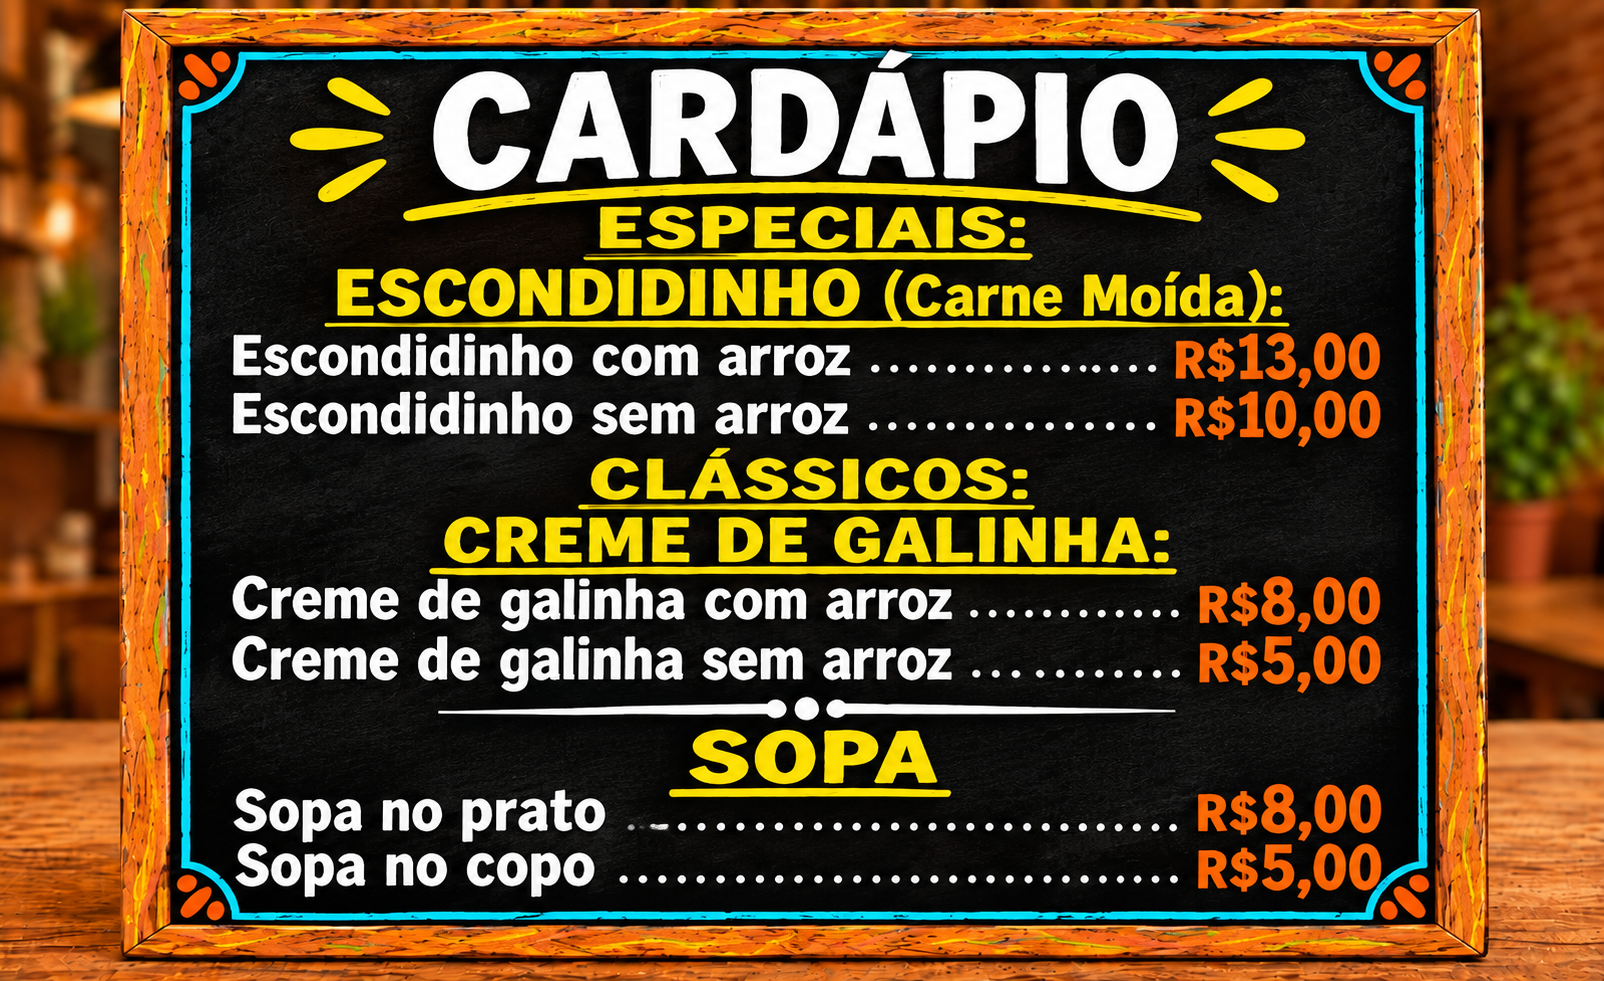 CARDÁPIO
ESPECIAIS:
ESCONDIDINHO (Carne Moída):
Escondidinho com arroz ................ R$13,00
Escondidinho sem arroz ............... R$10,00
CLÁSSICOS:
CREME DE GALINHA:
Creme de galinha com arroz ............ R$8,00
Creme de galinha sem arroz ............ R$5,00
SOPA
Sopa no prato ............................ R$8,00
Sopa no copo .............................. R$5,00